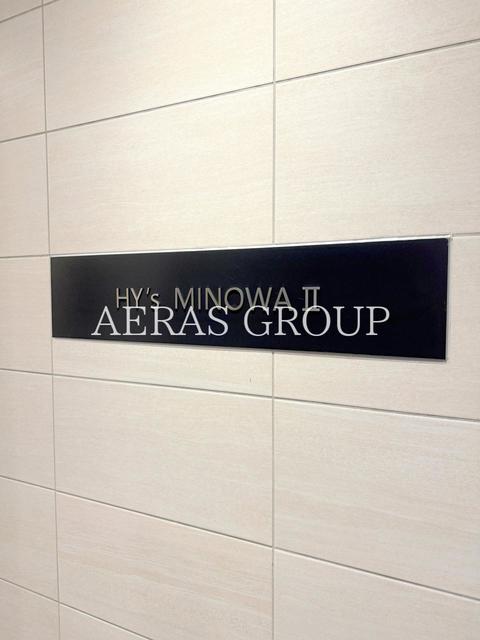 HY's MINOWA Ⅱ
AERAS GROUP